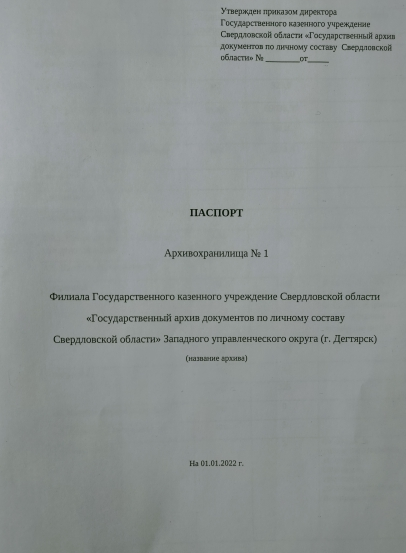 Утвержден приказом директора
Государственного казенного учреждение
Свердловской области «Государственный архив
документов по личному составу Свердловской
области» № ________от_____
ПАСПОРТ
Архивохранилища № 1
Филиала Государственного казенного учреждение Свердловской области
«Государственный архив документов по личному составу
Свердловской области» Западного управленческого округа (г. Дегтярск)
(название архива)
На 01.01.2022 г.